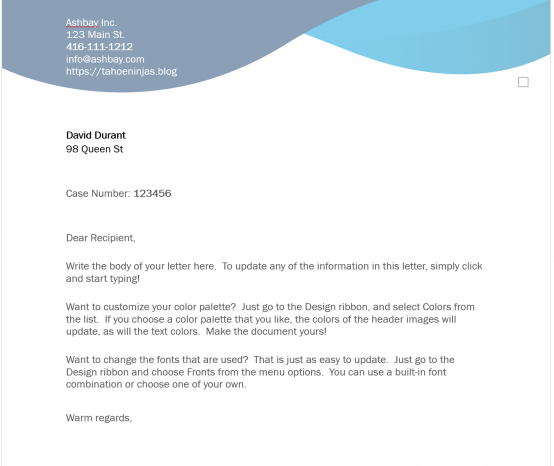 Ashbay Inc.
123 Main St.
416-111-1212
info@ashbay.com
https://tahoeninjas.blog
David Durant
98 Queen St
Case Number: 123456
Dear Recipient,
Write the body of your letter here.  To update any of the information in this letter, simply click
and start typing!
Want to customize your color palette?  Just go to the Design ribbon, and select Colors from
the list.  If you choose a color palette that you like, the colors of the header images will
update, as will the text colors.  Make the document yours!
Want to change the fonts that are used?  That is just as easy to update.  Just go to the
Design ribbon and choose Fronts from the menu options.  You can use a built-in font
combination or choose one of your own.
Warm regards,